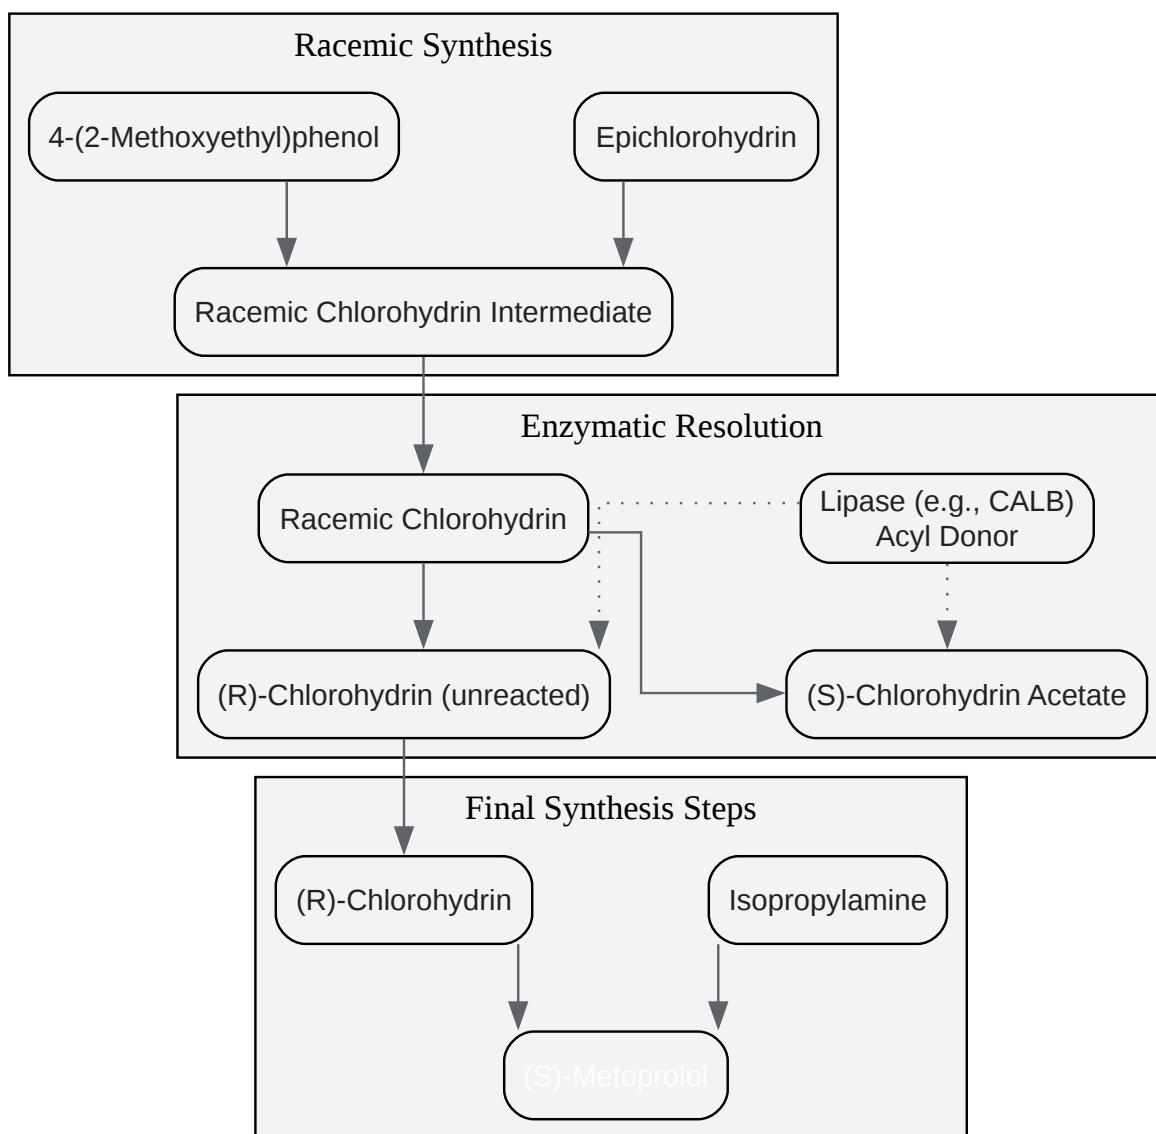 Racemic Synthesis
4-(2-Methoxyethyl)phenol
Epichlorohydrin
Racemic Chlorohydrin Intermediate
Enzymatic Resolution
Racemic Chlorohydrin
Lipase (e.g., CALB)
Acyl Donor
(R)-Chlorohydrin (unreacted)
(S)-Chlorohydrin Acetate
Final Synthesis Steps
(R)-Chlorohydrin
Isopropylamine
(S)-Metoprolol